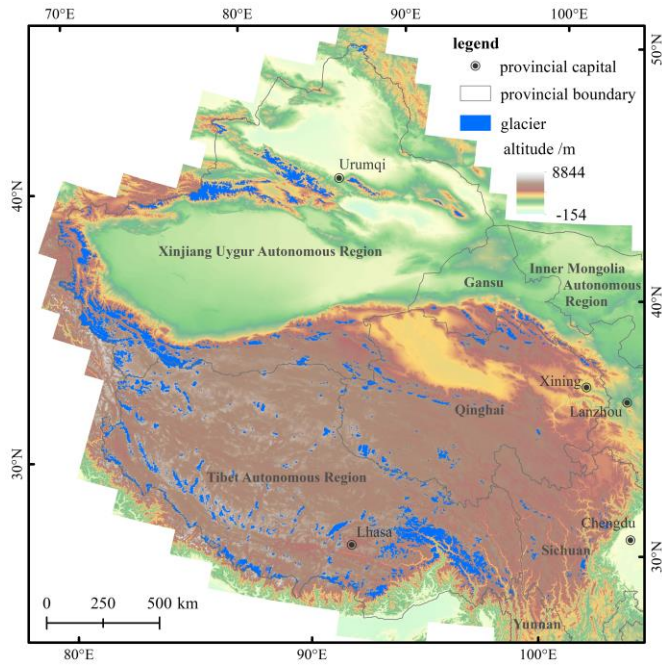 70°E 80°E 90°E 100°E
50°N
legend
provincial capital
provincial boundary
glacier
altitude /m
8844
-154
Urumqi
40°N
Xinjiang Uygur Autonomous Region
Inner Mongolia
Autonomous
Region
Gansu
40°N
Xining
Lanzhou
Qinghai
30°N
Tibet Autonomous Region
Lhasa
Chengdu
Sichuan
30°N
Yunnan
0 250 500 km
80°E 90°E 100°E